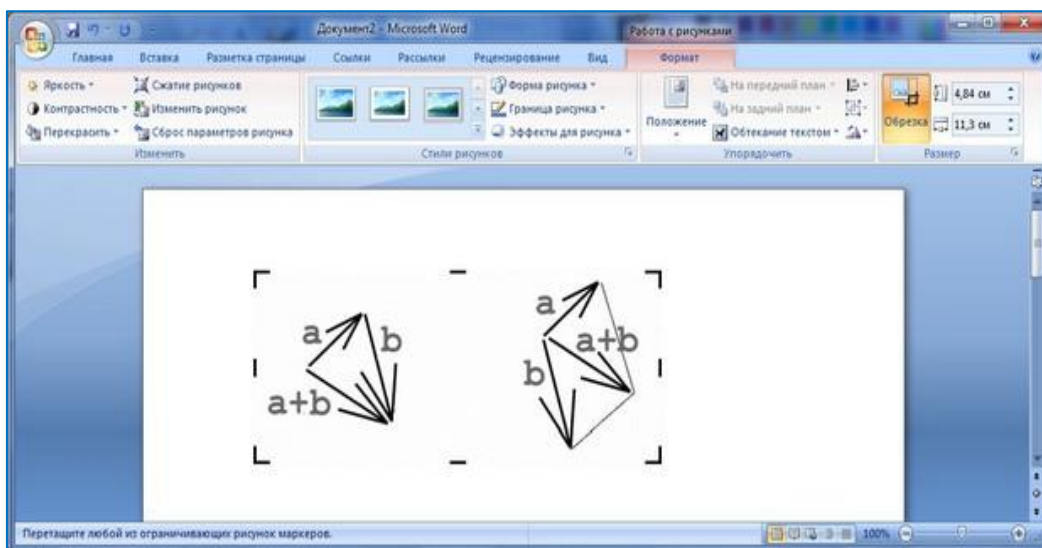 Документ2 - Microsoft Word
Работа с рисунками
Главная Вставка Разметка страницы Ссылки Рассылки Рецензирование Вид Формат
Яркость Сжатие рисунков Форма рисунка На передний план 4,84 см
Контрастность Изменить рисунок Граница рисунка Положение На задний план Обрезка
Перекрасить Сброс параметров рисунка Эффекты для рисунка Обтекание текстом 11,3 см
Изменить Стили рисунков Упорядочить Размер
a b a+b
a a+b b
Перетащите любой из ограничивающих рисунок маркеров. 100%